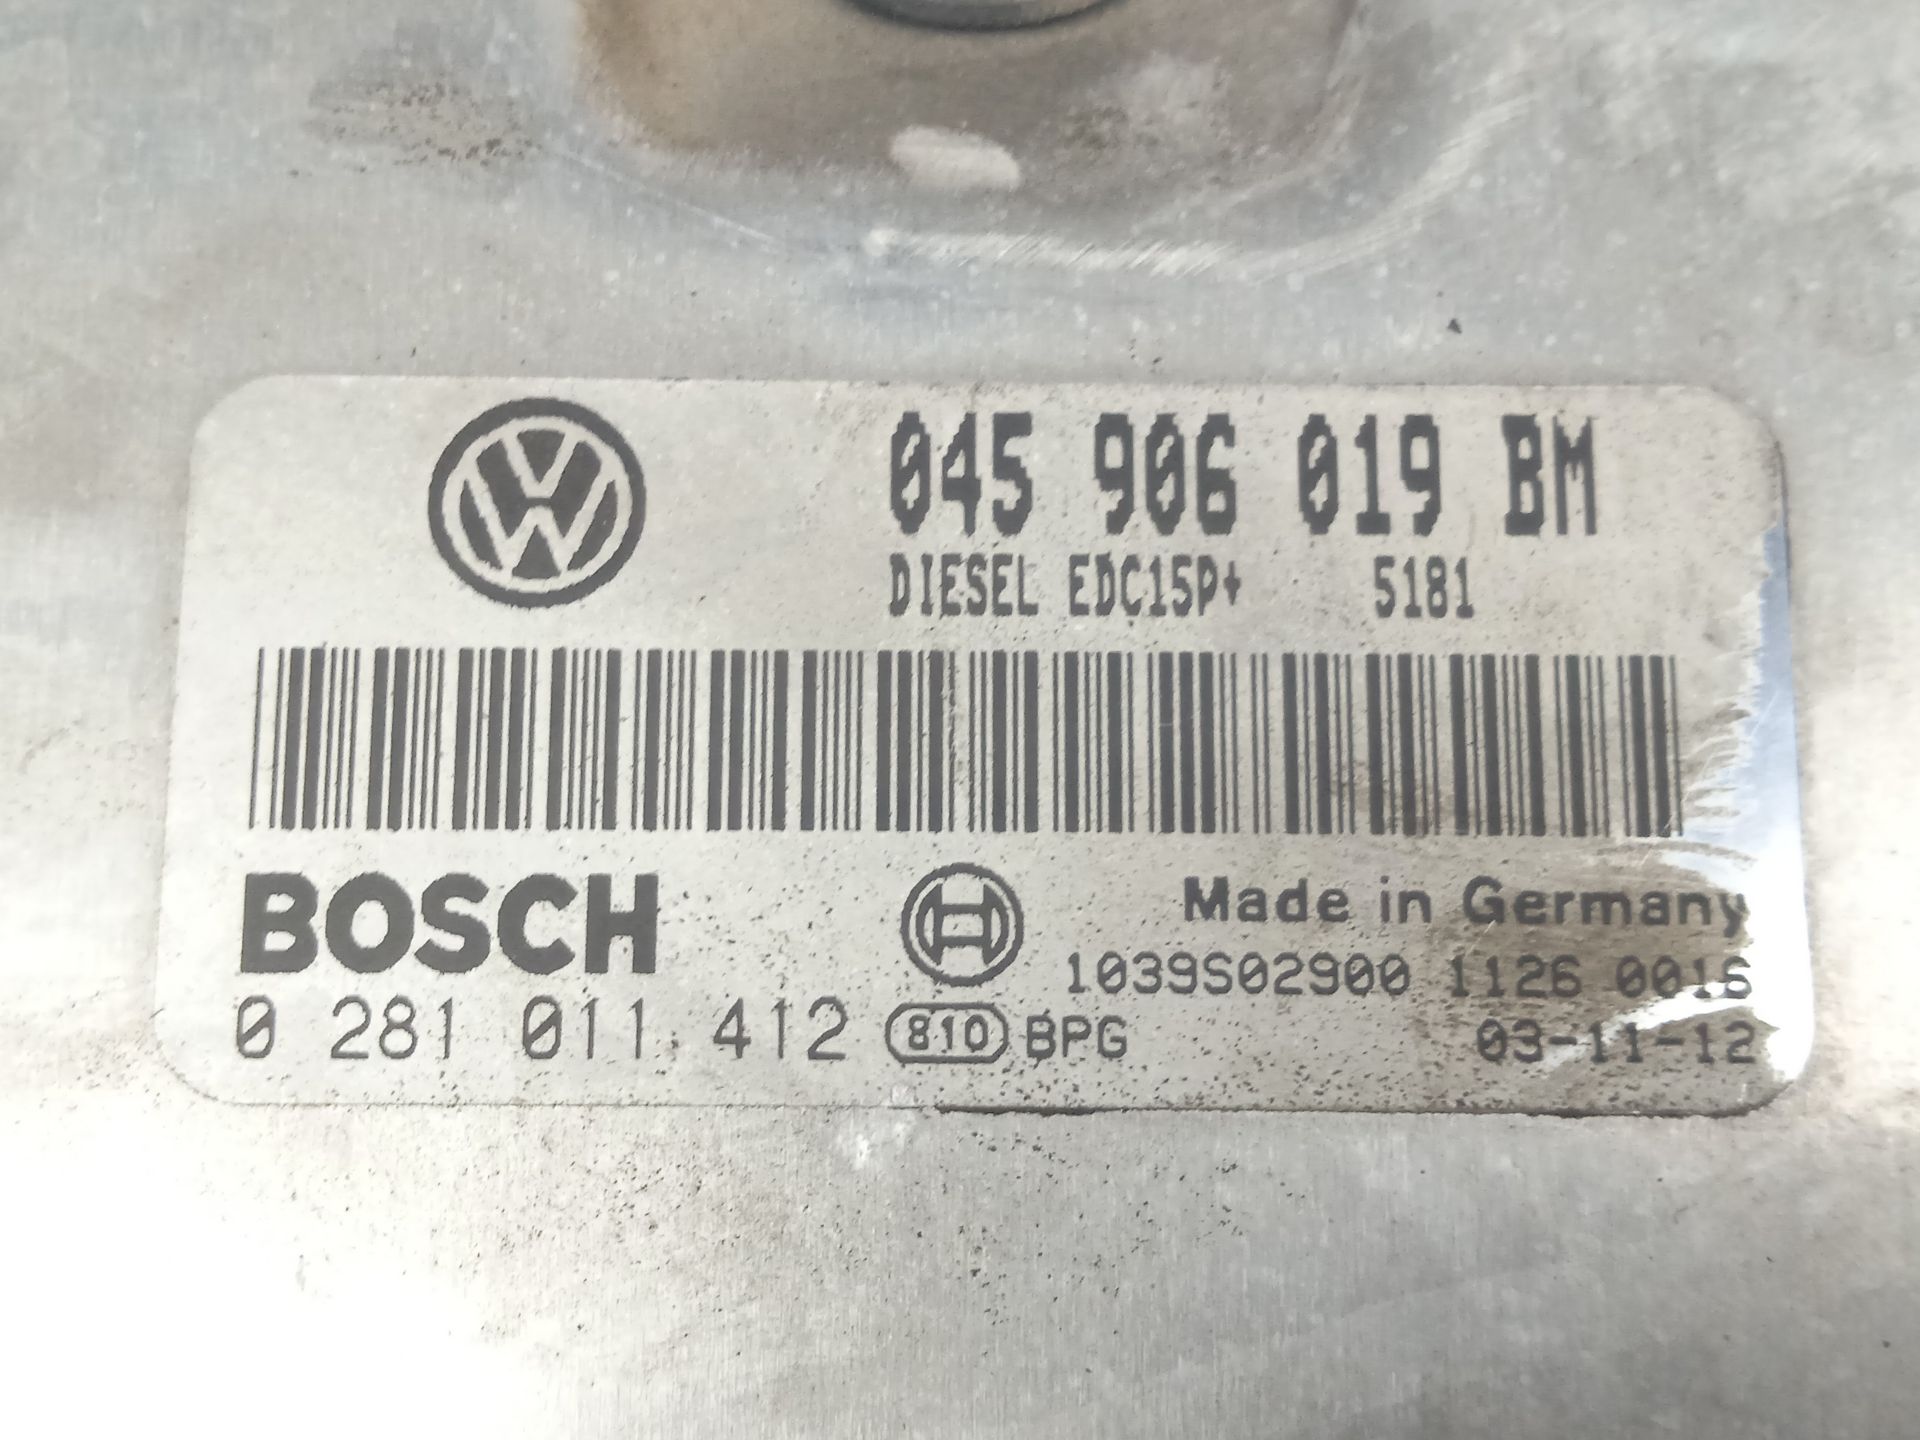 045 906 019 BM
DIESEL EDC15P+ 5181
BOSCH
Made in Germany
1039S02900 1126 0016
0 281 011 412 810 BPG 03-11-12